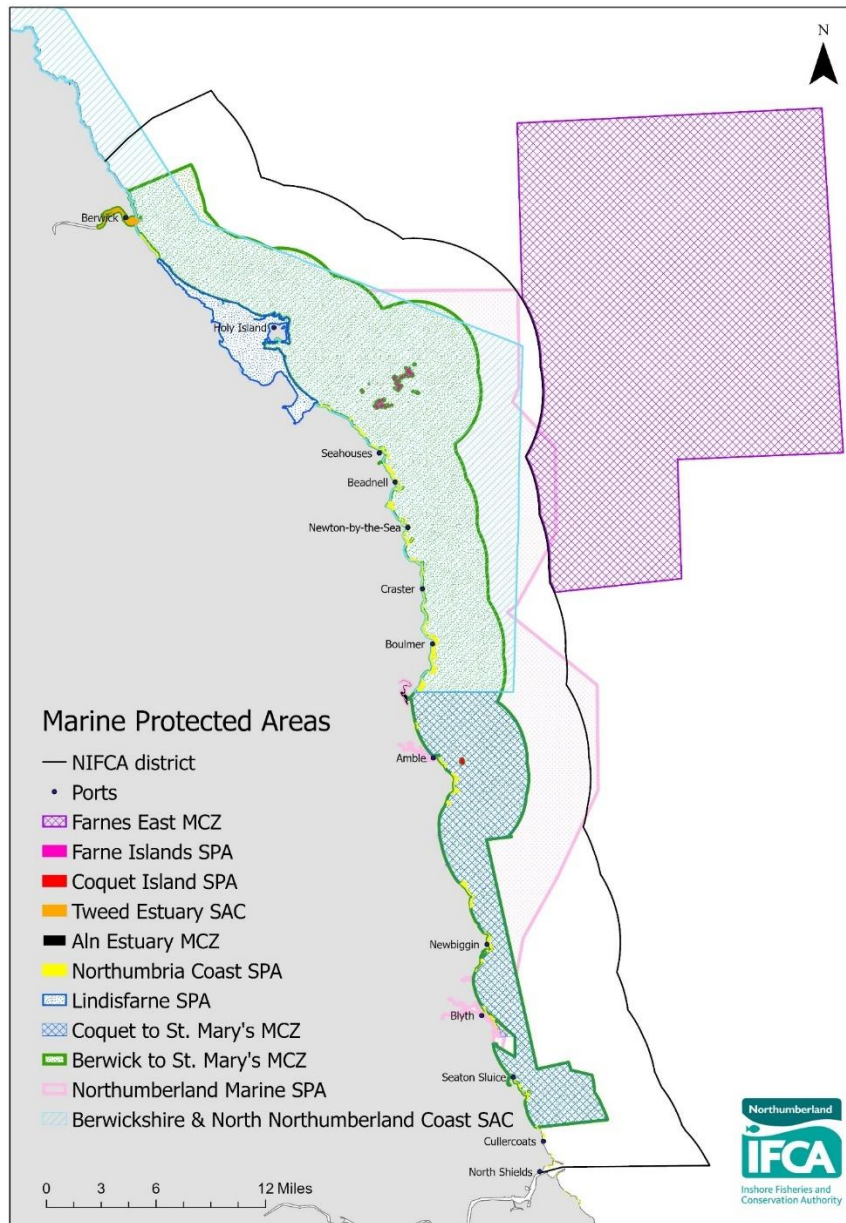 N
Berwick
Holy Island
Seahouses
Beadnell
Newton-by-the-Sea
Craster
Boulmer
Amble
Newbiggin
Blyth
Seaton Sluice
Cullercoats
North Shields
Marine Protected Areas
NIFCA district
Ports
Farnes East MCZ
Farne Islands SPA
Coquet Island SPA
Tweed Estuary SAC
Aln Estuary MCZ
Northumbria Coast SPA
Lindisfarne SPA
Coquet to St. Mary's MCZ
Berwick to St. Mary's MCZ
Northumberland Marine SPA
Berwickshire & North Northumberland Coast SAC
0 3 6 12 Miles
Northumberland
IFCA
Inshore Fisheries and
Conservation Authority